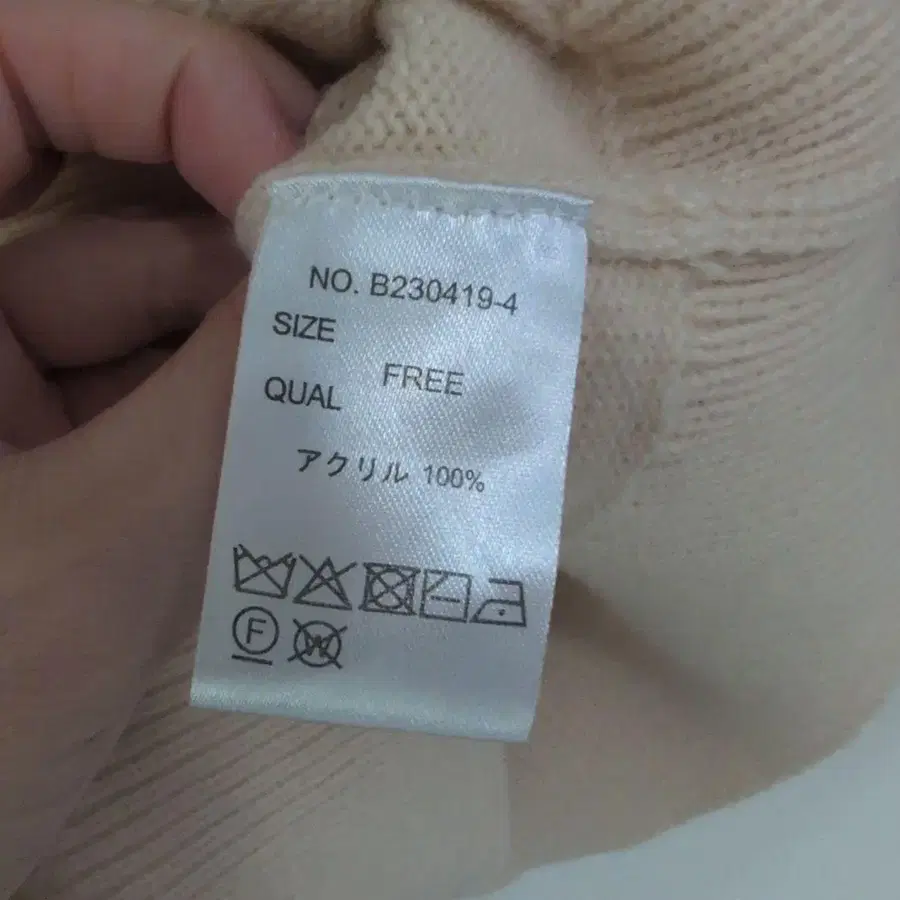 NO. B230419-4
SIZE
FREE
QUAL
アクリル 100%
F
W